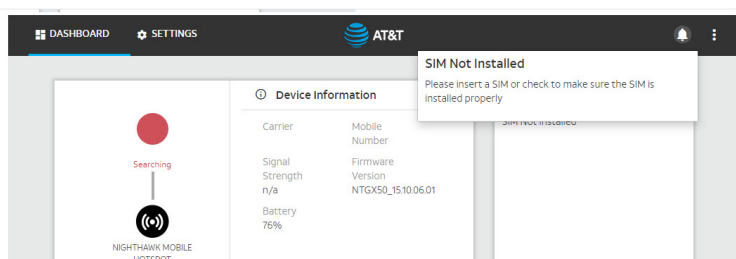 DASHBOARD
SETTINGS
AT&T
SIM Not Installed
Please insert a SIM or check to make sure the SIM is
installed properly
Device Information
SIM Not Installed
Carrier
Mobile
Number
Searching
Signal
Strength
n/a
Firmware
Version
NTGX50_15.10.06.01
Battery
76%
NIGHTHAWK MOBILE
HOTSPOT